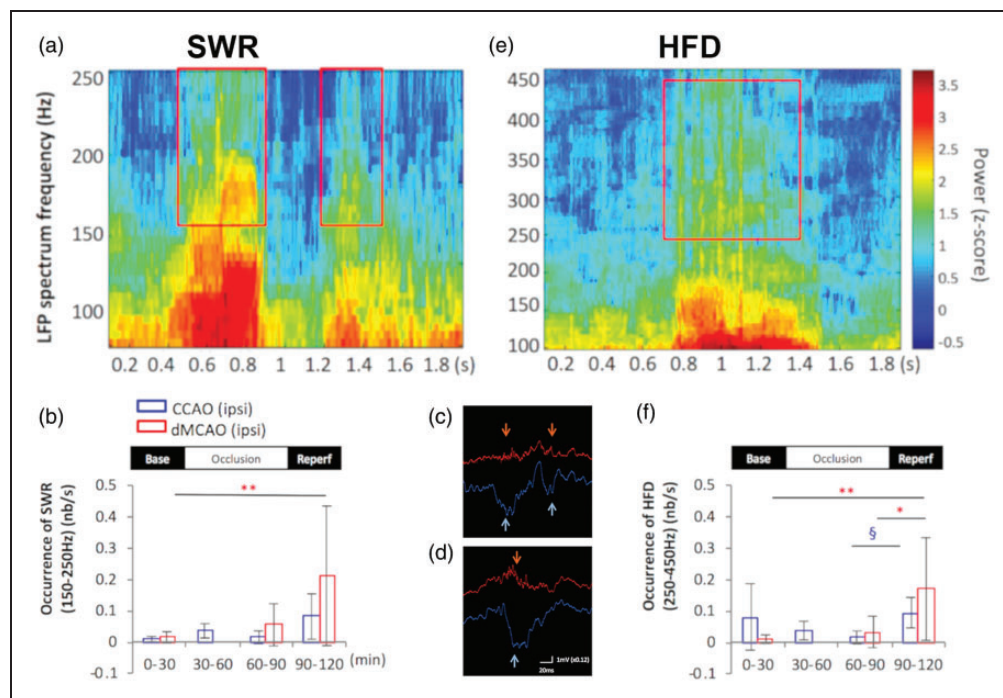 (a) SWR
LFP spectrum frequency (Hz)
250
200
150
100
0.2 0.4 0.6 0.8 1 1.2 1.4 1.6 1.8 (s)
(e) HFD
450
400
350
300
250
200
150
100
0.2 0.4 0.6 0.8 1 1.2 1.4 1.6 1.8 (s)
3.5
3
2.5
2
1.5
1
0.5
0
-0.5
Power (z-score)
(b)
CCAO (ipsi)
dMCAO (ipsi)
Base Occlusion Reperf
Occurrence of SWR
(150-250Hz) (nb/s)
0.5
0.4
0.3
0.2
0.1
0
-0.1
**
0-30 30-60 60-90 90-120 (min)
(c)
(d)
1mV (±0.12)
20ms
(f)
Base Occlusion Reperf
Occurrence of HFD
(250-450Hz) (nb/s)
0.5
0.4
0.3
0.2
0.1
0
-0.1
**
*
§
0-30 30-60 60-90 90-120